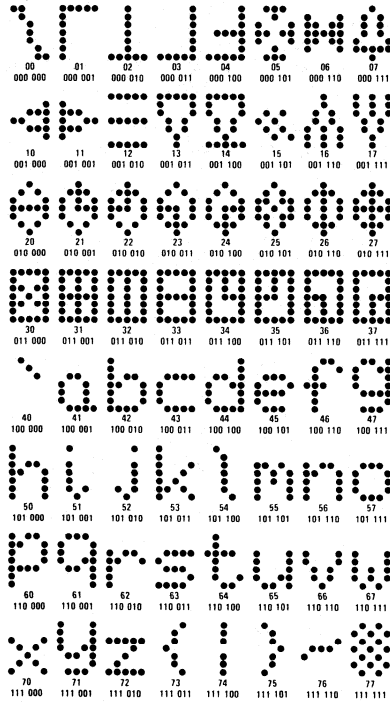 00 01 02 03 04 05 06 07
000 000 000 001 000 010 000 011 000 100 000 101 000 110 000 111
10 11 12 13 14 15 16 17
001 000 001 001 001 010 001 011 001 100 001 101 001 110 001 111
20 21 22 23 24 25 26 27
010 000 010 001 010 010 010 011 010 100 010 101 010 110 010 111
30 31 32 33 34 35 36 37
011 000 011 001 011 010 011 011 011 100 011 101 011 110 011 111
` a b c d e f g
40 41 42 43 44 45 46 47
100 000 100 001 100 010 100 011 100 100 100 101 100 110 100 111
h i j k l m n o
50 51 52 53 54 55 56 57
101 000 101 001 101 010 101 011 101 100 101 101 101 110 101 111
p q r s t u v w
60 61 62 63 64 65 66 67
110 000 110 001 110 010 110 011 110 100 110 101 110 110 110 111
x y z { | } ~
70 71 72 73 74 75 76 77
111 000 111 001 111 010 111 011 111 100 111 101 111 110 111 111